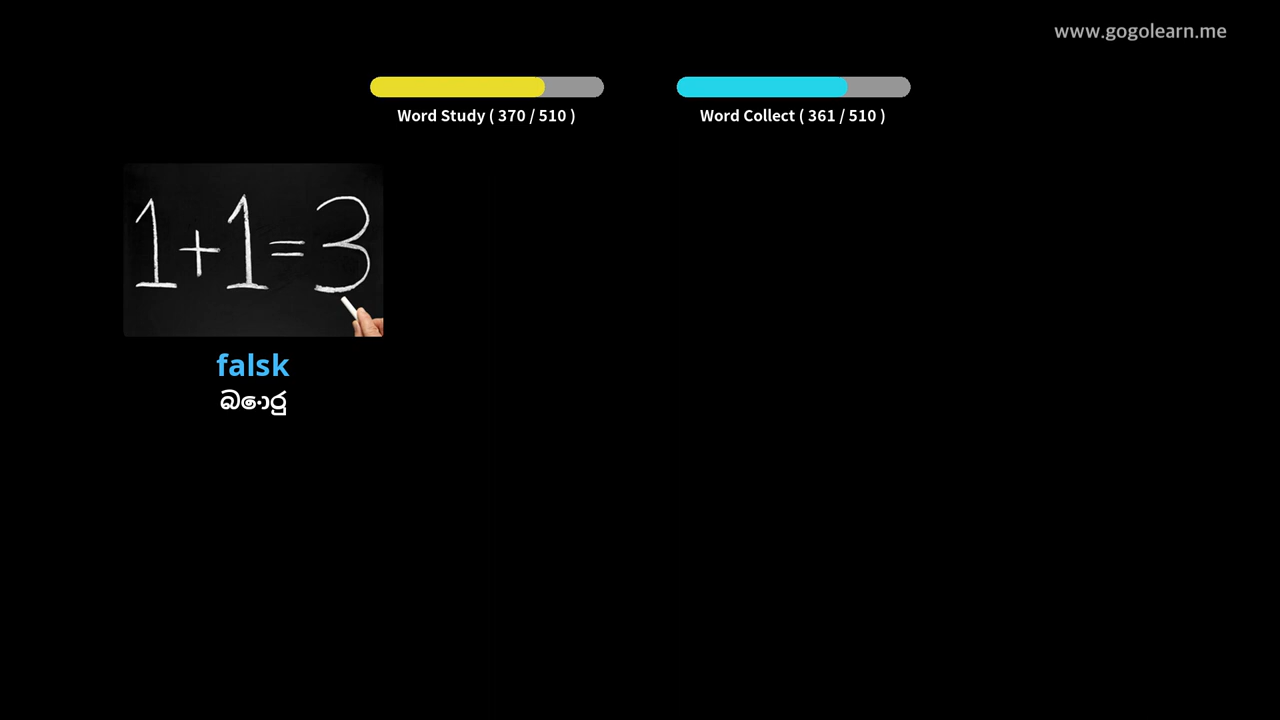 www.gogolearn.me
Word Study ( 370 / 510 )
Word Collect ( 361 / 510 )
1+1=3
falsk
බොරු